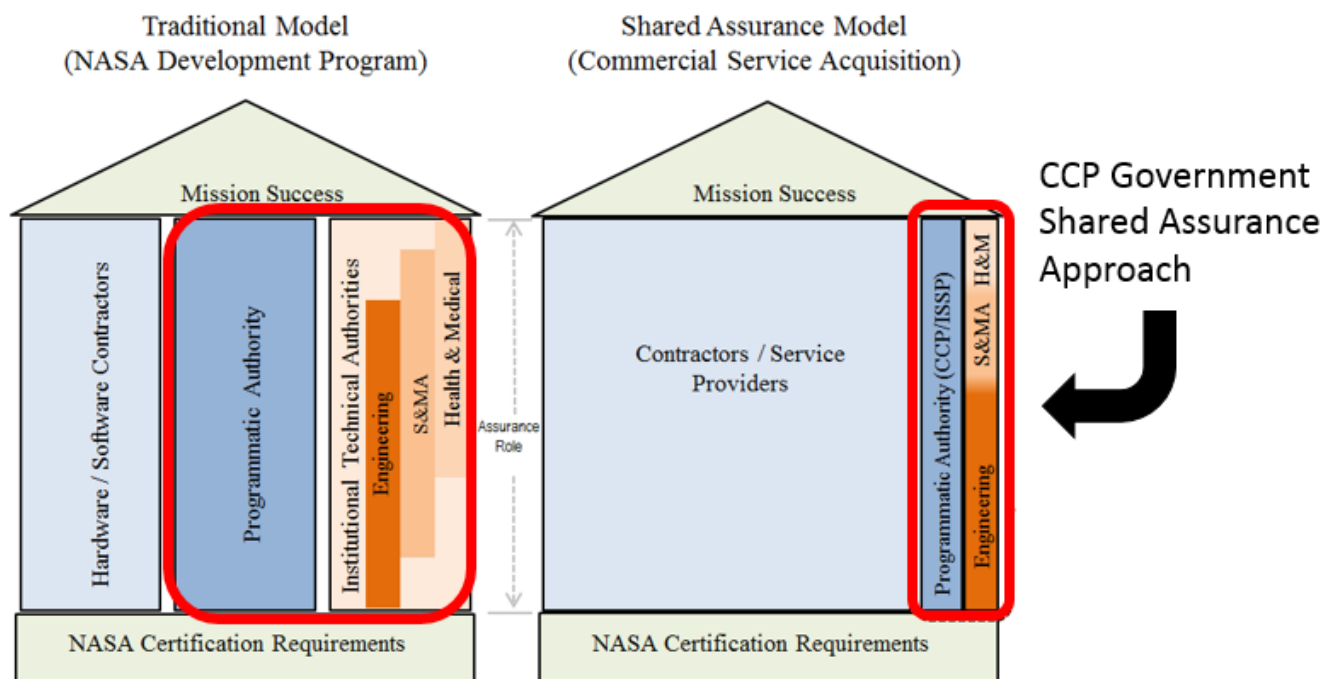 Traditional Model
(NASA Development Program)
Mission Success
Hardware / Software Contractors
Programmatic Authority
Institutional Technical Authorities
Engineering
S&MA
Health & Medical
NASA Certification Requirements
Assurance
Role
Shared Assurance Model
(Commercial Service Acquisition)
Mission Success
Contractors / Service
Providers
Programmatic Authority (CCP/ISSP)
Engineering
S&MA
H&M
NASA Certification Requirements
CCP Government
Shared Assurance
Approach